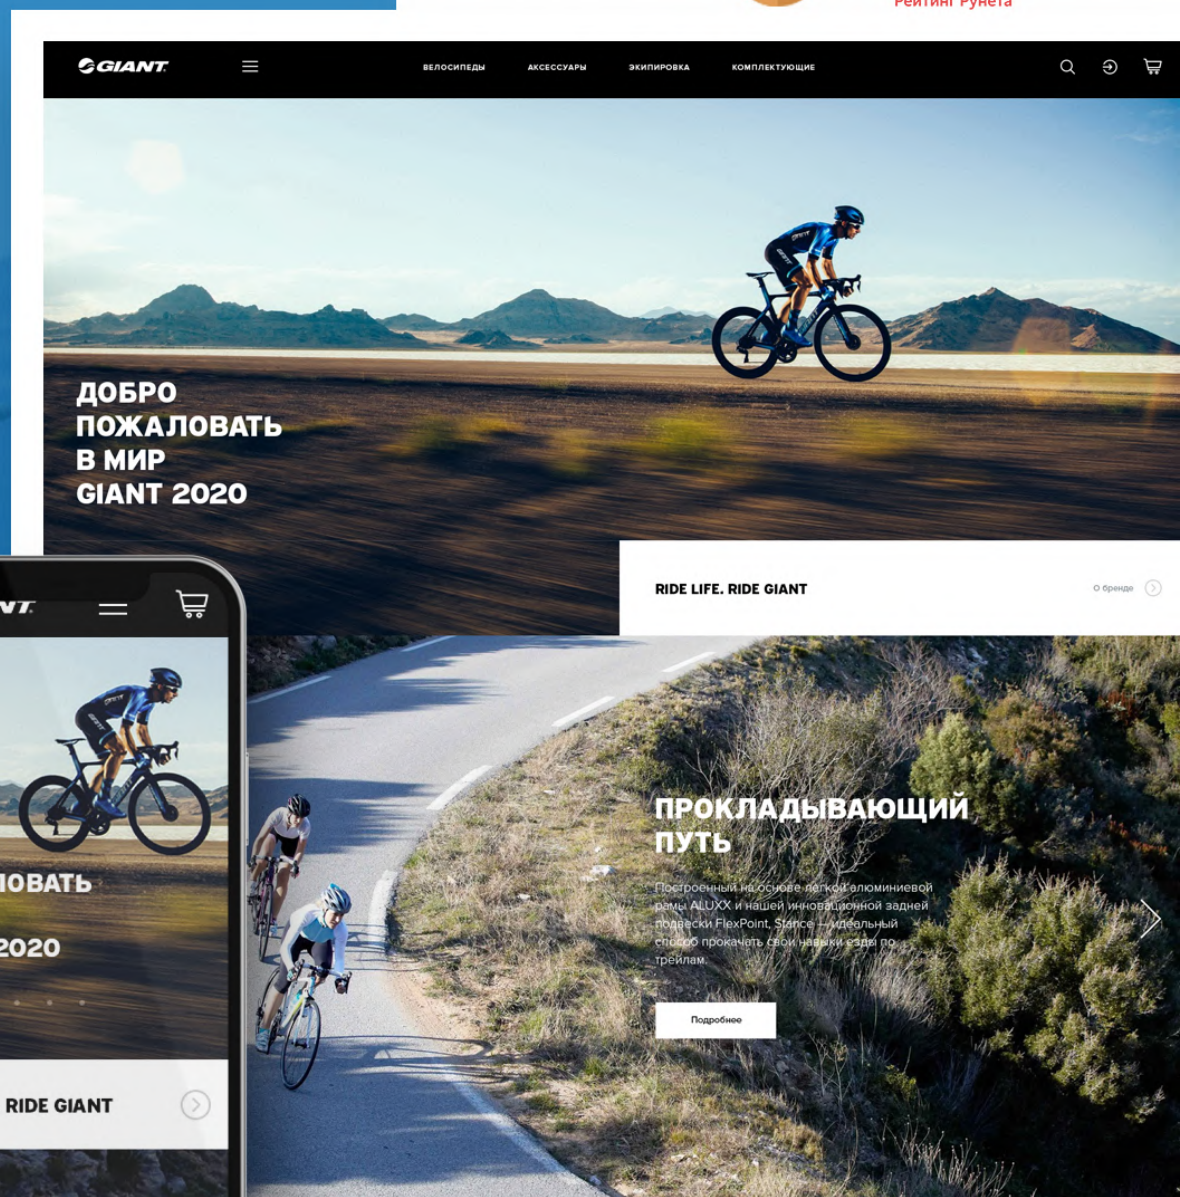 Рейтинг Рунета
GIANT
ВЕЛОСИПЕДЫ
АКСЕССУАРЫ
ЭКИПИРОВКА
КОМПЛЕКТУЮЩИЕ
ДОБРО
ПОЖАЛОВАТЬ
В МИР
GIANT 2020
RIDE LIFE. RIDE GIANT
О бренде
ПРОКЛАДЫВАЮЩИЙ
ПУТЬ
Построенный на основе легкой алюминиевой
рамы ALUXX и нашей инновационной задней
подвески FlexPoint, Stance — идеальный
способ прокачать свои навыки езды по
трейлам.
Подробнее
NT
ЛОВАТЬ
2020
RIDE GIANT